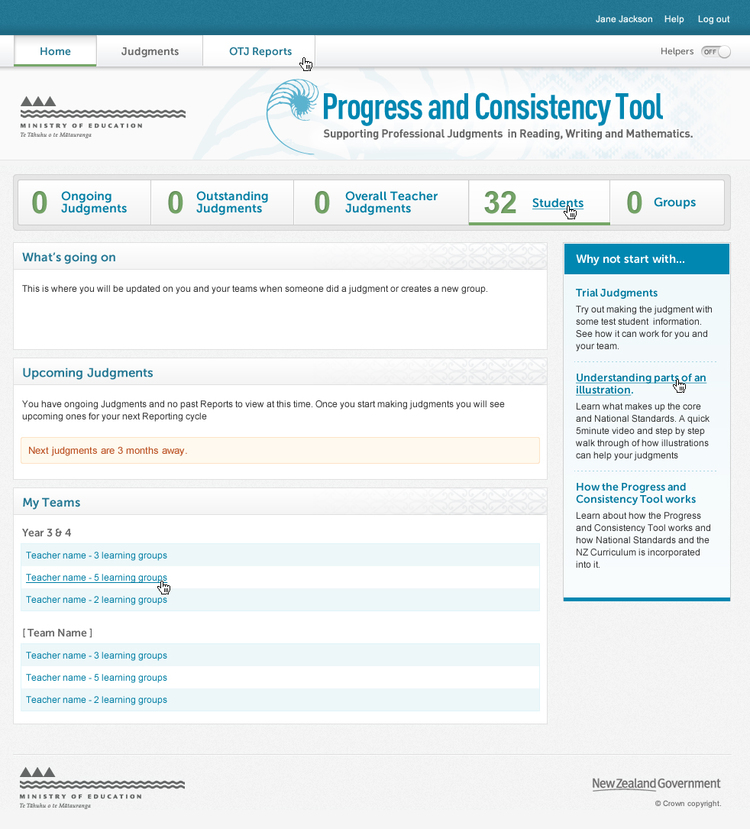 Jane Jackson Help Log out
Home Judgments OTJ Reports Helpers OFF
MINISTRY OF EDUCATION
Te Tāhuhu o te Mātauranga
Progress and Consistency Tool
Supporting Professional Judgments in Reading, Writing and Mathematics.
0 Ongoing Judgments
0 Outstanding Judgments
0 Overall Teacher Judgments
32 Students
0 Groups
What's going on
This is where you will be updated on you and your teams when someone did a judgment or creates a new group.
Upcoming Judgments
You have ongoing Judgments and no past Reports to view at this time. Once you start making judgments you will see
upcoming ones for your next Reporting cycle
Next judgments are 3 months away.
My Teams
Year 3 & 4
Teacher name - 3 learning groups
Teacher name - 5 learning groups
Teacher name - 2 learning groups
[ Team Name ]
Teacher name - 3 learning groups
Teacher name - 5 learning groups
Teacher name - 2 learning groups
Why not start with...
Trial Judgments
Try out making the judgment with
some test student information.
See how it can work for you and
your team.
Understanding parts of an
illustration.
Learn what makes up the core
and National Standards. A quick
5minute video and step by step
walk through of how illustrations
can help your judgments
How the Progress and
Consistency Tool works
Learn about how the Progress
and Consistency Tool works and
how National Standards and the
NZ Curriculum is incorporated
into it.
MINISTRY OF EDUCATION
Te Tāhuhu o te Mātauranga
New Zealand Government
© Crown copyright.